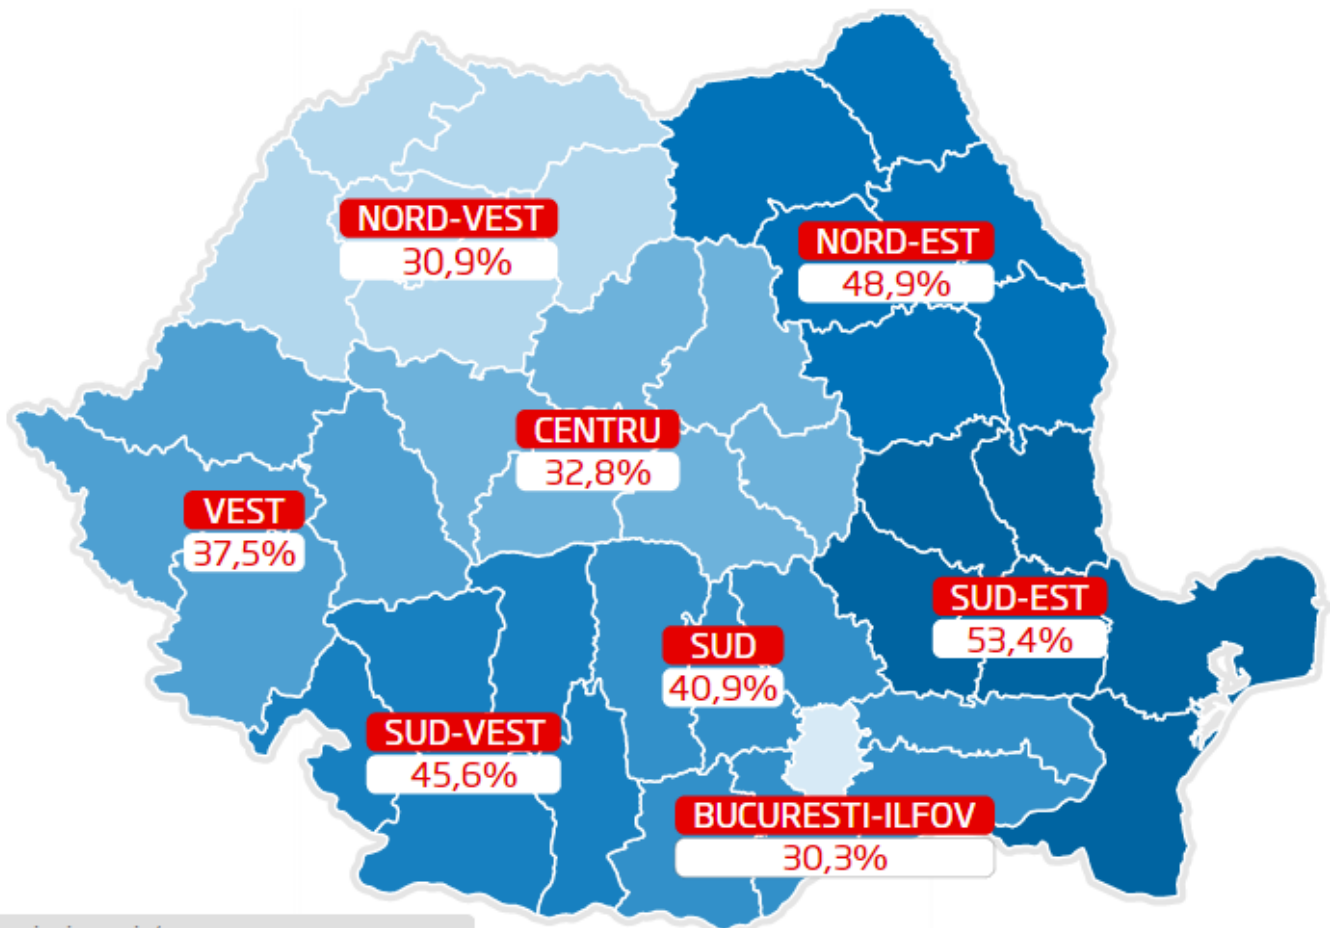 NORD-VEST
30,9%
NORD-EST
48,9%
CENTRU
32,8%
VEST
37,5%
SUD-EST
53,4%
SUD
40,9%
SUD-VEST
45,6%
BUCURESTI-ILFOV
30,3%